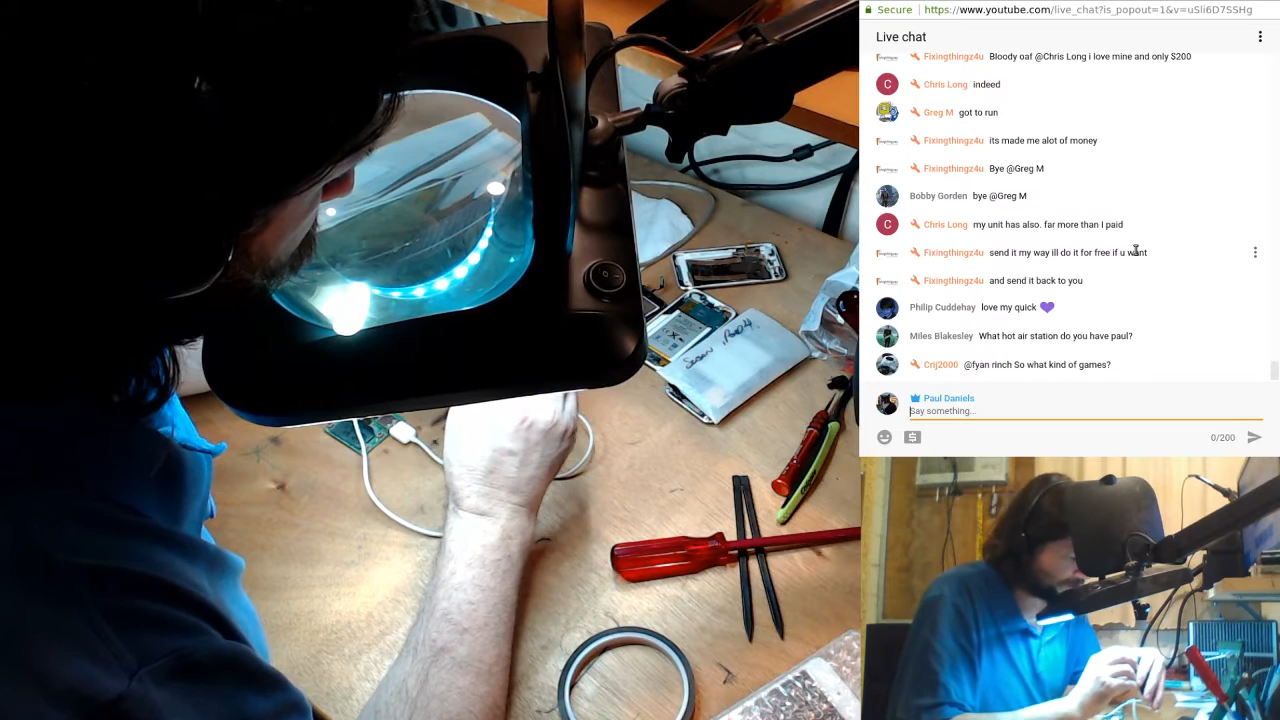 Secure https://www.youtube.com/live_chat?is_popout=1&v=uSli6D7SSHg
Live chat
Fixingthingz4u Bloody oaf @Chris Long i love mine and only $200
C Chris Long indeed
Greg M got to run
Fixingthingz4u its made me alot of money
Fixingthingz4u Bye @Greg M
Bobby Gorden bye @Greg M
C Chris Long my unit has also. far more than I paid
Fixingthingz4u send it my way ill do it for free if u want
Fixingthingz4u and send it back to you
Philip Cuddehay love my quick
Miles Blakesley What hot air station do you have paul?
Crij2000 @fyan rinch So what kind of games?
Paul Daniels
Say something...
0/200